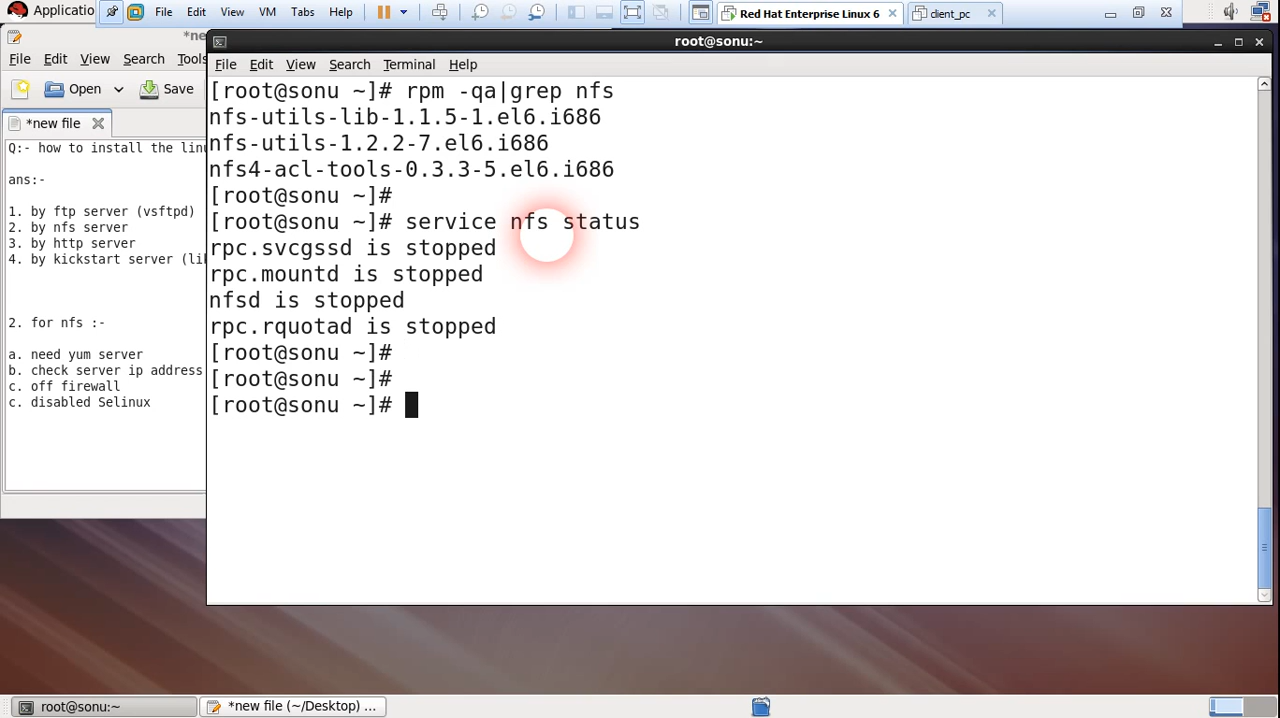 Applicatio File Edit View VM Tabs Help Red Hat Enterprise Linux 6 client_pc
*ne
File Edit View Search Tools
Open Save
*new file
Q:- how to install the lin
ans:-
1. by ftp server (vsftpd)
2. by nfs server
3. by http server
4. by kickstart server (li
2. for nfs :-
a. need yum server
b. check server ip address
c. off firewall
c. disabled Selinux
root@sonu:~
File Edit View Search Terminal Help
[root@sonu ~]# rpm -qa|grep nfs
nfs-utils-lib-1.1.5-1.el6.i686
nfs-utils-1.2.2-7.el6.i686
nfs4-acl-tools-0.3.3-5.el6.i686
[root@sonu ~]#
[root@sonu ~]# service nfs status
rpc.svcgssd is stopped
rpc.mountd is stopped
nfsd is stopped
rpc.rquotad is stopped
[root@sonu ~]#
[root@sonu ~]#
[root@sonu ~]#
root@sonu:~ *new file (~/Desktop) ...